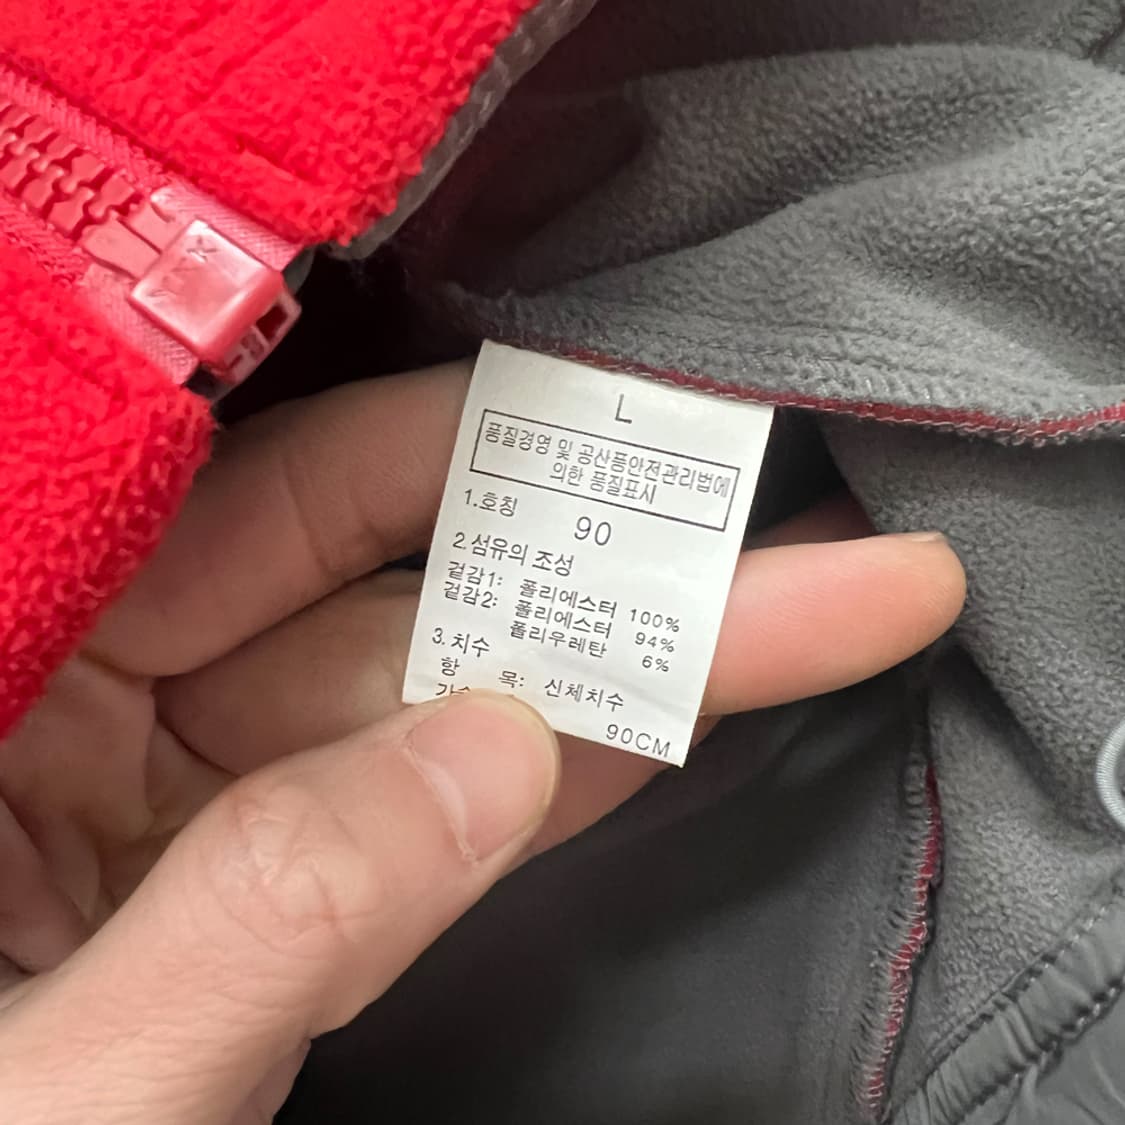 YKK
L
품질경영 및 공산품안전관리법에
의한 품질표시
1.호칭 90
2.섬유의 조성
겉감1: 폴리에스터 100%
겉감2: 폴리에스터 94%
폴리우레탄 6%
3.치수
항 목: 신체치수
90CM